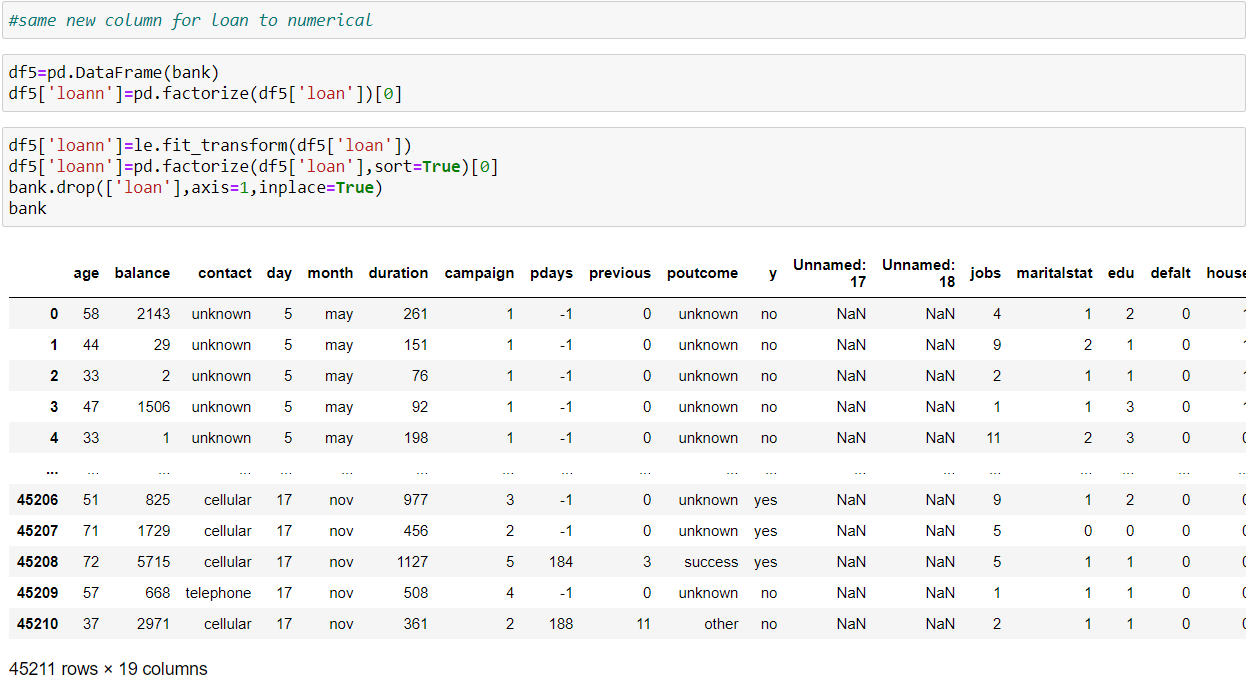 #same new column for loan to numerical
df5=pd.DataFrame(bank)
df5['loann']=pd.factorize(df5['loan'])[0]
df5['loann']=le.fit_transform(df5['loan'])
df5['loann']=pd.factorize(df5['loan'],sort=True)[0]
bank.drop(['loan'],axis=1,inplace=True)
bank
age balance contact day month duration campaign pdays previous poutcome y Unnamed: 17 Unnamed: 18 jobs maritalstat edu defalt house
0 58 2143 unknown 5 may 261 1 -1 0 unknown no NaN NaN 4 1 2 0
1 44 29 unknown 5 may 151 1 -1 0 unknown no NaN NaN 9 2 1 0
2 33 2 unknown 5 may 76 1 -1 0 unknown no NaN NaN 2 1 1 0
3 47 1506 unknown 5 may 92 1 -1 0 unknown no NaN NaN 1 1 3 0
4 33 1 unknown 5 may 198 1 -1 0 unknown no NaN NaN 11 2 3 0
... ... ... ... ... ... ... ... ... ... ... ... ... ... ... ... ... ... ...
45206 51 825 cellular 17 nov 977 3 -1 0 unknown yes NaN NaN 9 1 2 0
45207 71 1729 cellular 17 nov 456 2 -1 0 unknown yes NaN NaN 5 0 0 0
45208 72 5715 cellular 17 nov 1127 5 184 3 success yes NaN NaN 5 1 1 0
45209 57 668 telephone 17 nov 508 4 -1 0 unknown no NaN NaN 1 1 1 0
45210 37 2971 cellular 17 nov 361 2 188 11 other no NaN NaN 2 1 1 0
45211 rows × 19 columns